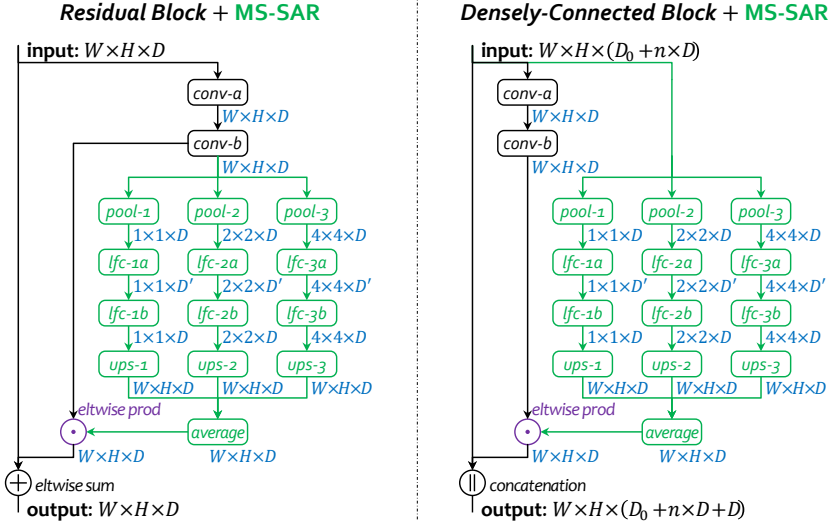 Residual Block + MS-SAR
input: W×H×D
conv-a
W×H×D
conv-b
W×H×D
pool-1 pool-2 pool-3
1×1×D 2×2×D 4×4×D
lfc-1a lfc-2a lfc-3a
1×1×D′ 2×2×D′ 4×4×D′
lfc-1b lfc-2b lfc-3b
1×1×D 2×2×D 4×4×D
ups-1 ups-2 ups-3
W×H×D W×H×D W×H×D
eltwise prod
· average
W×H×D W×H×D
+ eltwise sum
output: W×H×D
Densely-Connected Block + MS-SAR
input: W×H×(D₀+n×D)
conv-a
W×H×D
conv-b
W×H×D
pool-1 pool-2 pool-3
1×1×D 2×2×D 4×4×D
lfc-1a lfc-2a lfc-3a
1×1×D′ 2×2×D′ 4×4×D′
lfc-1b lfc-2b lfc-3b
1×1×D 2×2×D 4×4×D
ups-1 ups-2 ups-3
W×H×D W×H×D W×H×D
eltwise prod
· average
W×H×D W×H×D
|| concatenation
output: W×H×(D₀+n×D+D)